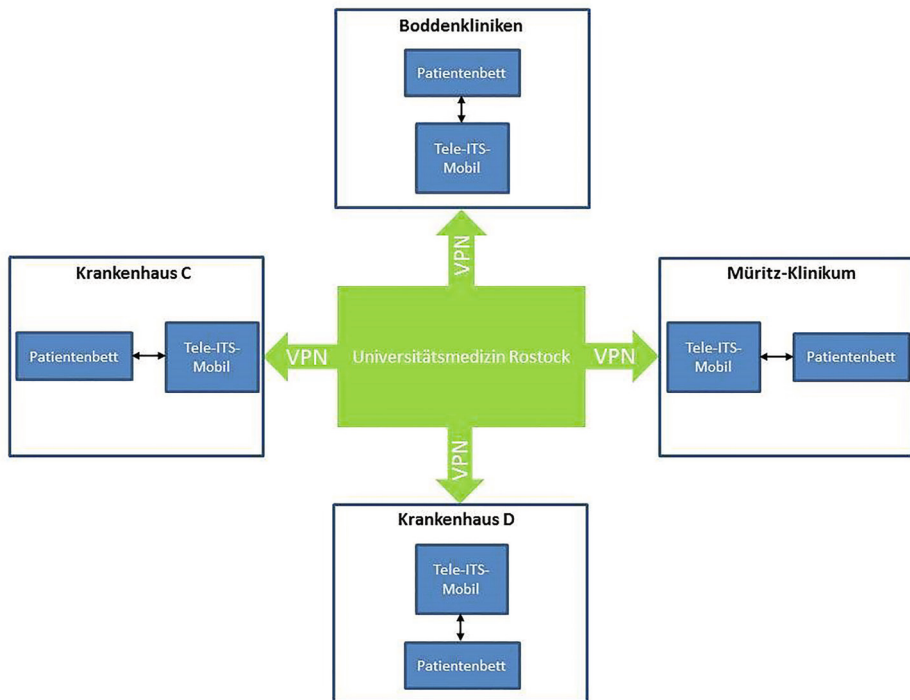 Boddenkliniken
Patientenbett
Tele-ITS-
Mobil
VPN
Krankenhaus C
Patientenbett
Tele-ITS-
Mobil
VPN
Universitätsmedizin Rostock
VPN
Müritz-Klinikum
Tele-ITS-
Mobil
Patientenbett
VPN
Krankenhaus D
Tele-ITS-
Mobil
Patientenbett